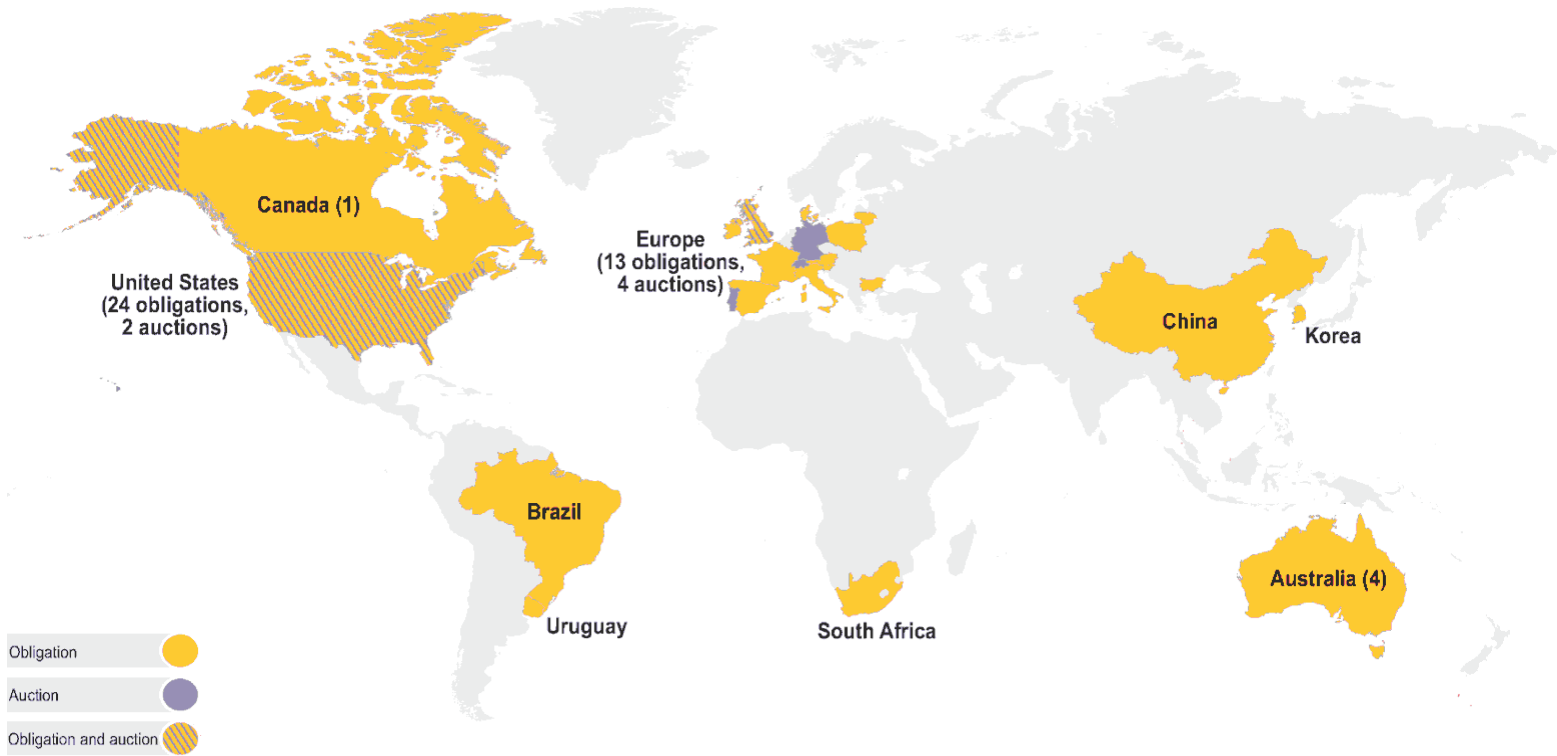 Canada (1)
United States
(24 obligations,
2 auctions)
Europe
(13 obligations,
4 auctions)
China
Korea
Brazil
Uruguay
South Africa
Australia (4)
Obligation
Auction
Obligation and auction